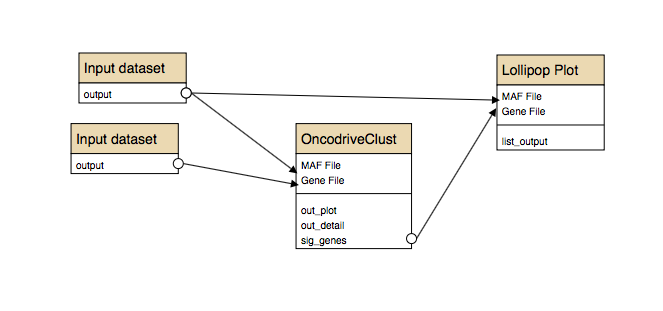 Input dataset
output
Input dataset
output
OncodriveClust
MAF File
Gene File
out_plot
out_detail
sig_genes
Lollipop Plot
MAF File
Gene File
list_output